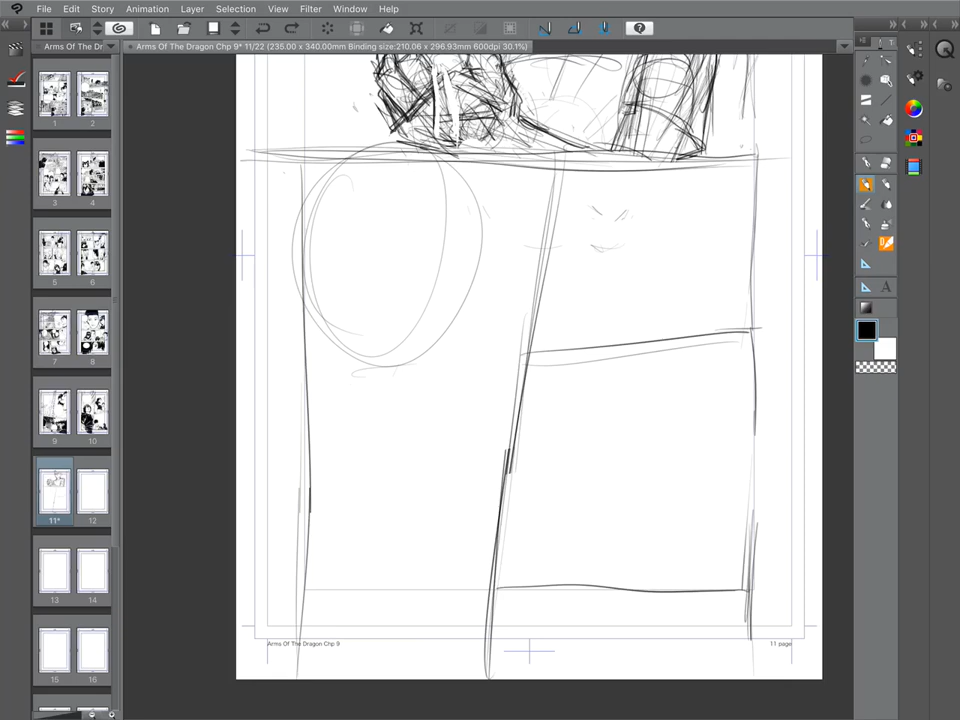 File Edit Story Animation Layer Selection View Filter Window Help
Arms Of The Dr
Arms Of The Dragon Chp 9* 11/22 (235.00 x 340.00mm Binding size:210.06 x 296.93mm 600dpi 30.1%)
1 2
3 4
5 6
7 8
9 10
11* 12
13 14
15 16
T
A
Arms Of The Dragon Chp 9
11 page